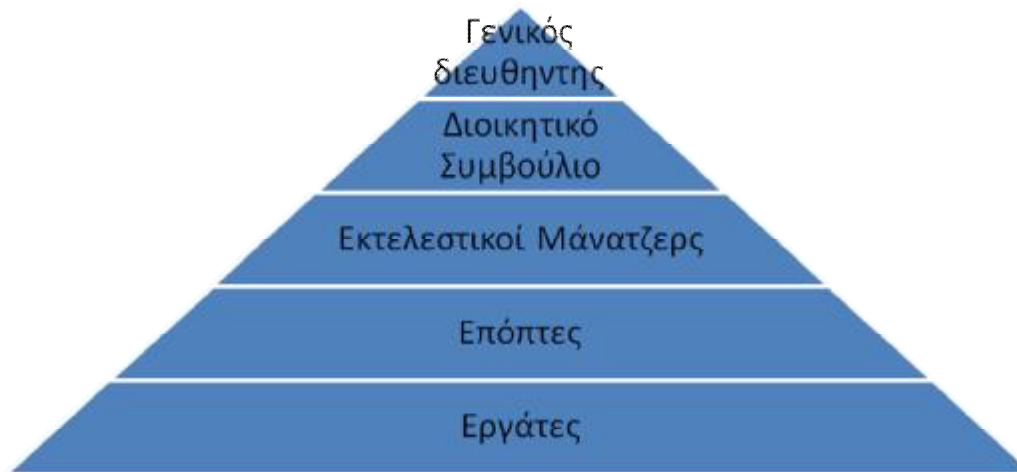 Γενικός
διευθηντης
Διοικητικό
Συμβούλιο
Εκτελεστικοί Μάνατζερς
Επόπτες
Εργάτες